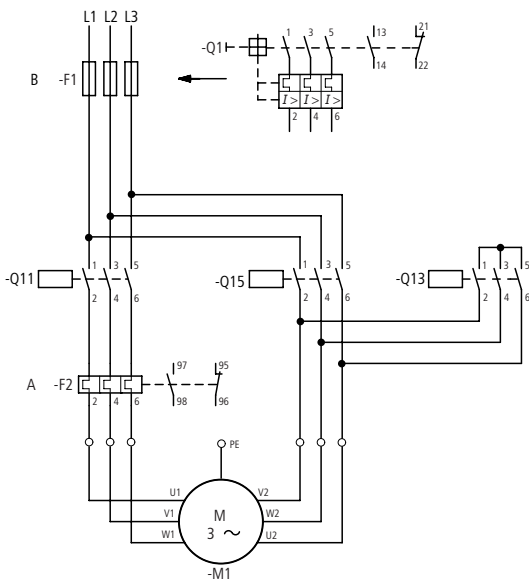 L1 L2 L3
-Q1 1 3 5 13 21
14 22
B -F1
I> I> I>
2 4 6
1 3 5 1 3 5 1 3 5
-Q11 -Q15 -Q13
2 4 6 2 4 6 2 4 6
97 95
A -F2
2 4 6 98 96
PE
U1 V2
V1 M W2
3 ~
W1 U2
-M1